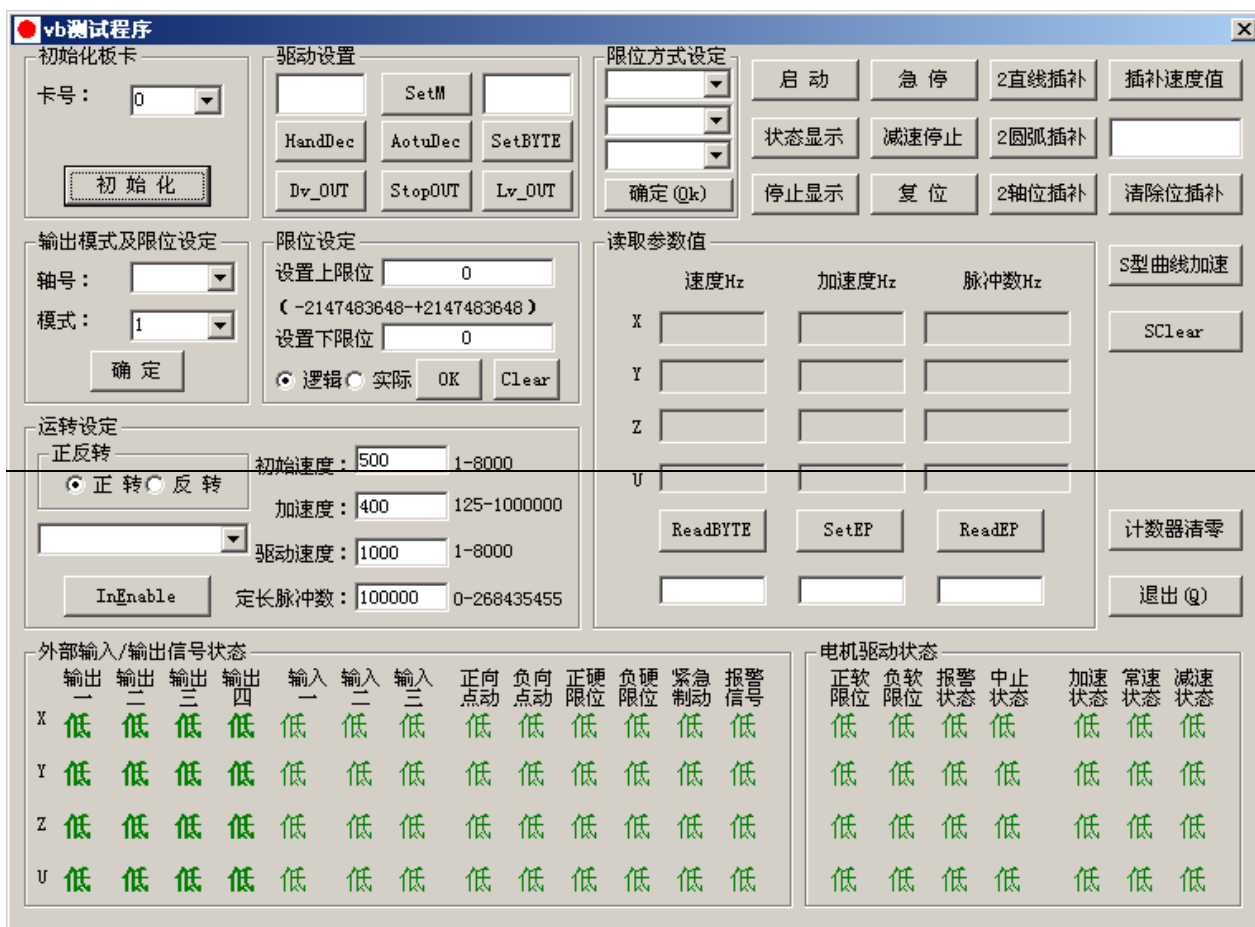 vb测试程序
初始化板卡
卡号：
0
初 始 化
驱动设置
SetM
HandDec
AotuDec
SetBYTE
Dv_OUT
StopOUT
Lv_OUT
限位方式设定
确定(Ok)
启 动
急 停
2直线插补
插补速度值
状态显示
减速停止
2圆弧插补
停止显示
复 位
2轴位插补
清除位插补
输出模式及限位设定
轴号：
模式：
1
确 定
限位设定
设置上限位
0
(-2147483648-+2147483648)
设置下限位
0
逻辑
实际
OK
Clear
读取参数值
速度Hz
加速度Hz
脉冲数Hz
X
Y
Z
U
ReadBYTE
SetEP
ReadEP
S型曲线加速
SClear
计数器清零
退出(Q)
运转设定
正反转
正 转
反 转
InEnable
初始速度：
500
1-8000
加速度：
400
125-1000000
驱动速度：
1000
1-8000
定长脉冲数：
100000
0-268435455
外部输入/输出信号状态
输出一 输出二 输出三 输出四 输入一 输入二 输入三 正向点动 负向点动 正硬限位 负硬限位 紧急制动 报警信号
X 低 低 低 低 低 低 低 低 低 低 低 低 低
Y 低 低 低 低 低 低 低 低 低 低 低 低 低
Z 低 低 低 低 低 低 低 低 低 低 低 低 低
U 低 低 低 低 低 低 低 低 低 低 低 低 低
电机驱动状态
正软限位 负软限位 报警状态 中止状态 加速状态 常速状态 减速状态
低 低 低 低 低 低 低
低 低 低 低 低 低 低
低 低 低 低 低 低 低
低 低 低 低 低 低 低